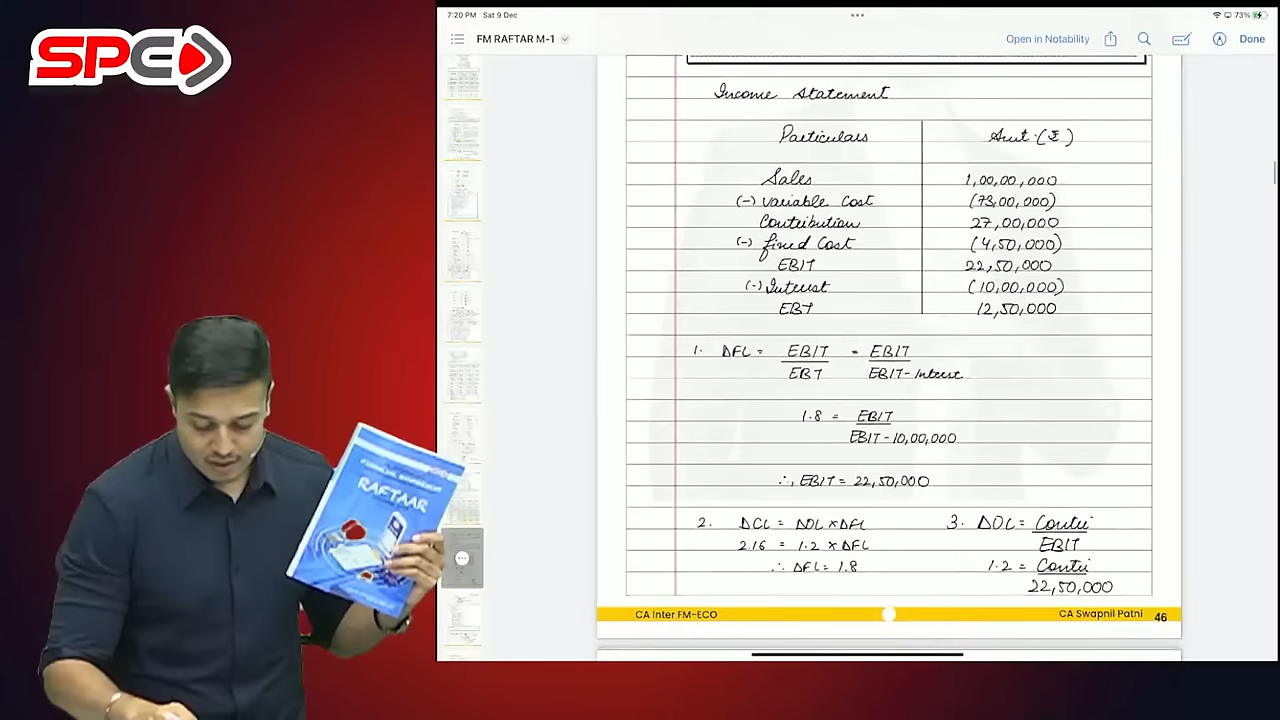 SPC
7:20 PM Sat 9 Dec
73%
FM RAFTAR M-1
Open in Notability
Done
Income Statement
Particulars Amt. (₹)
Sales 1,00,00,000
(-) Variable Cost (73,00,000)
Contribution 27,00,000
(-) fixed Cost (4,50,000)
EBIT 22,50,000
(-) Interest (10,00,000)
EBT 12,50,000
1. DFL = EBIT = EBIT
EBT EBIT - interest
1.8 = EBIT
EBIT - 10,00,000
∴ EBIT = 22,50,000
2. DCL = DOL × DFL 3. DOL = Contri
EBIT
2.16 = 1.2 × DFL
∴ DFL = 1.8 1.2 = Contri
22,50,000
CA Inter FM-ECO CA Swapnil Patni 46
RAFTAAR